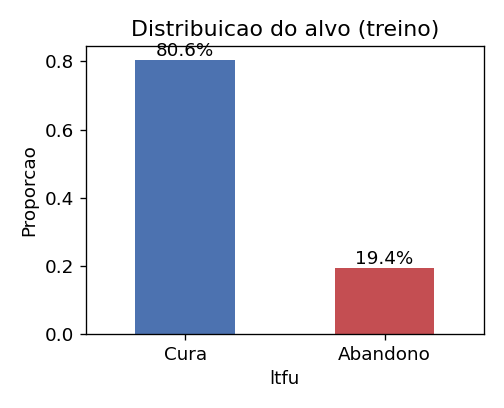 Distribuicao do alvo (treino)
80.6%
19.4%
0.8
0.6
0.4
0.2
0.0
Proporcao
Cura
Abandono
ltfu